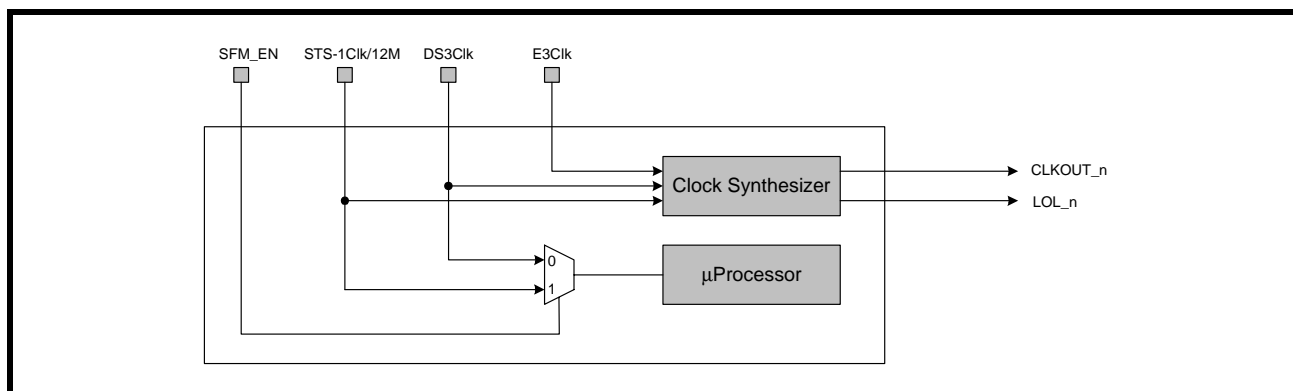 SFM_EN STS-1Clk/12M DS3Clk E3Clk
Clock Synthesizer
CLKOUT_n
LOL_n
0
1
µProcessor